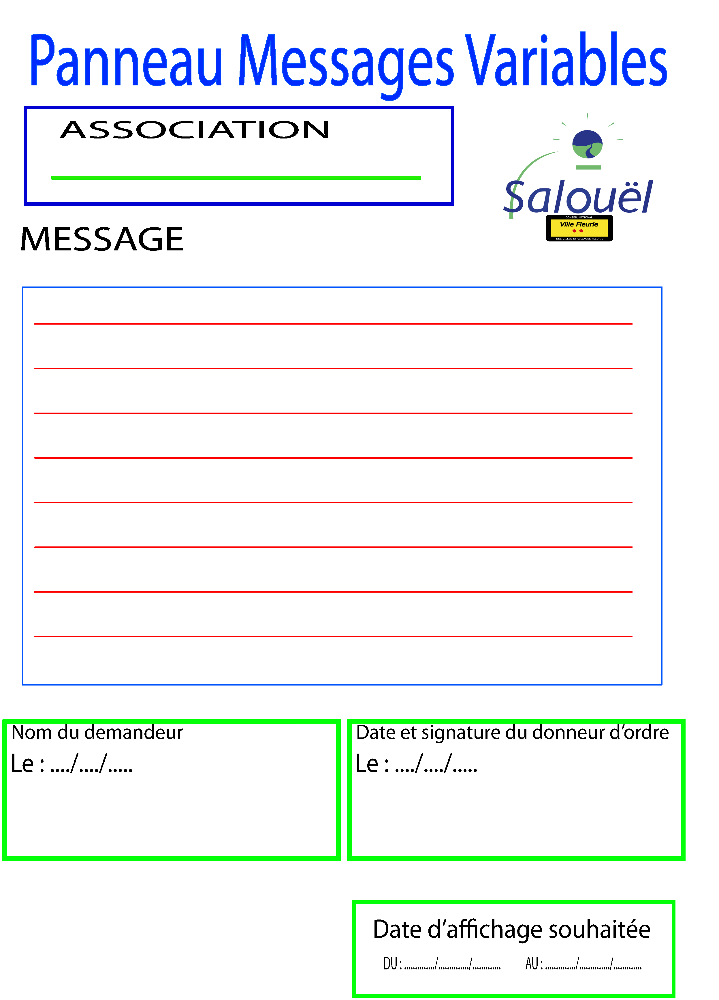 Panneau Messages Variables
ASSOCIATION
Salouël
CONSEIL NATIONAL
Ville Fleurie
DES VILLES ET VILLAGES FLEURIS
MESSAGE
Nom du demandeur
Le : ..../..../.....
Date et signature du donneur d’ordre
Le : ..../..../.....
Date d’affichage souhaitée
DU : ............../............../............. AU : ............../............../.............